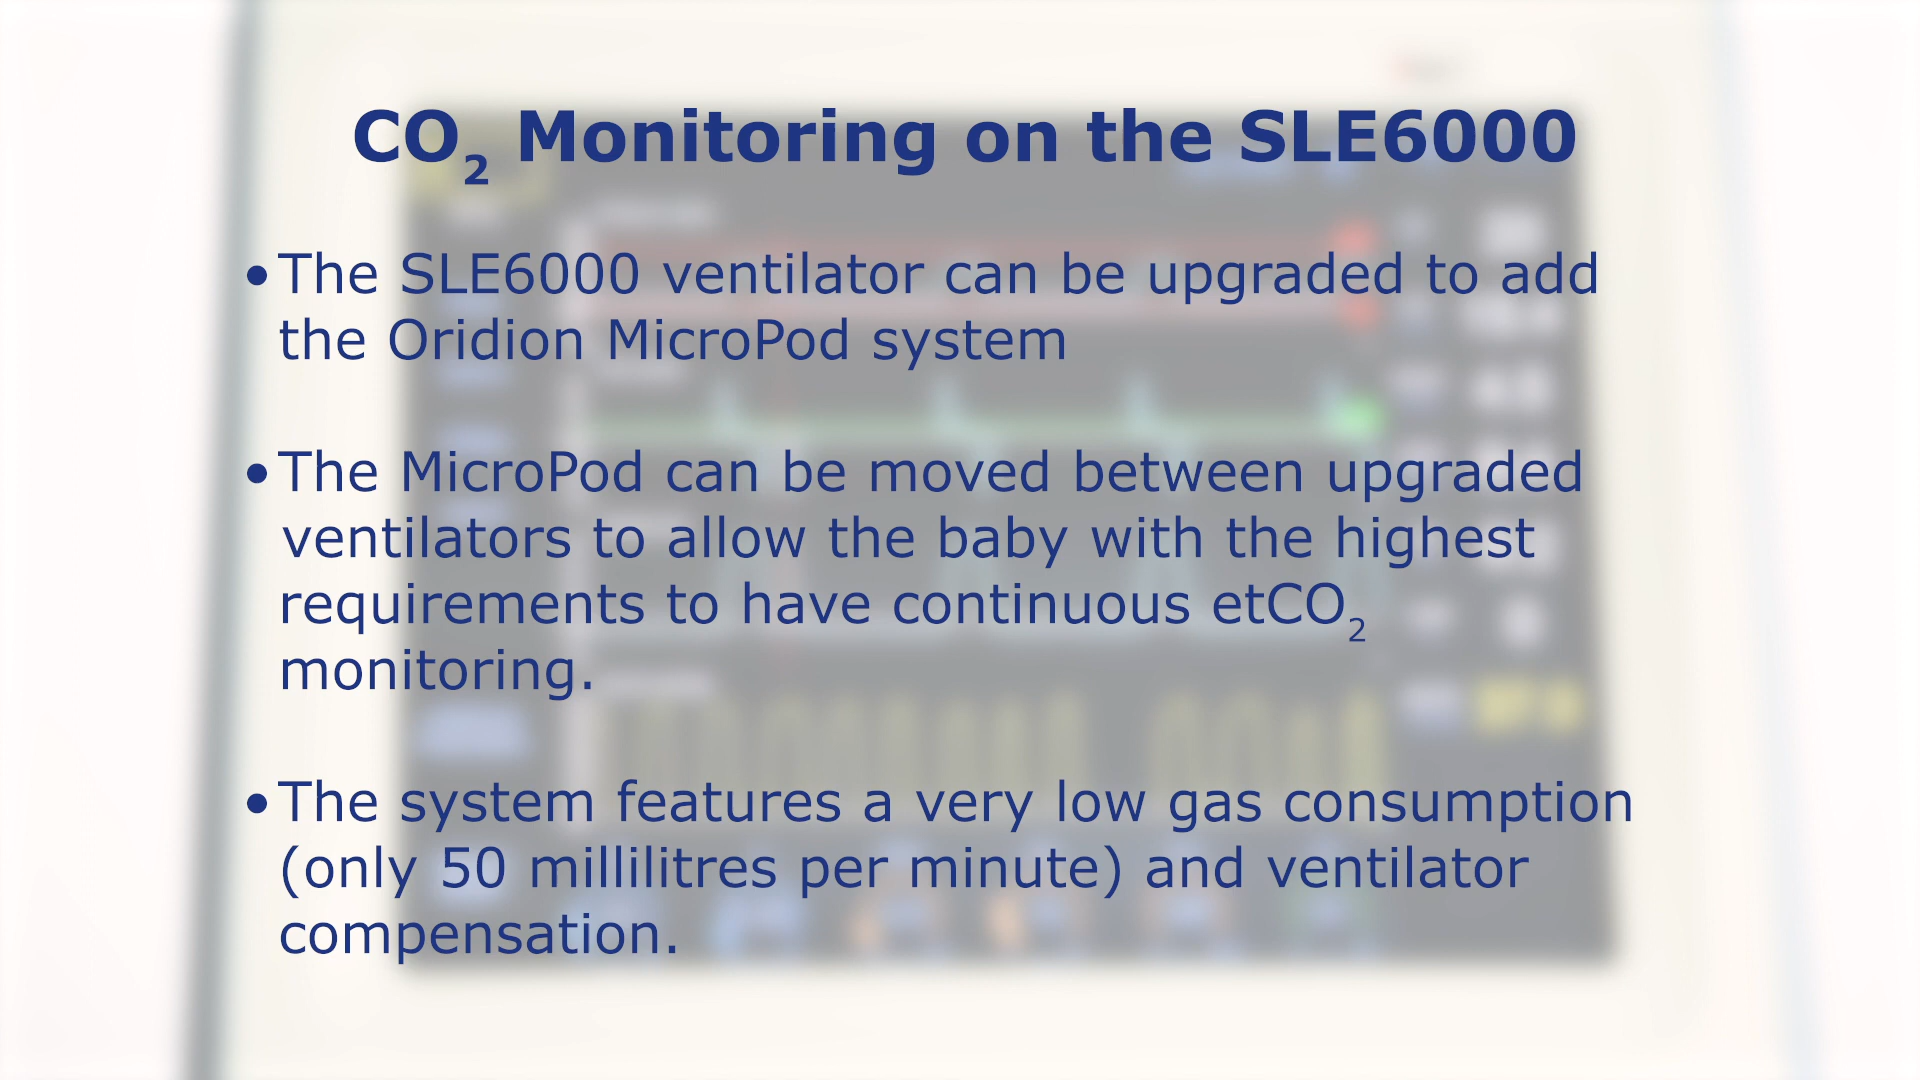 CO₂ Monitoring on the SLE6000
•The SLE6000 ventilator can be upgraded to add
the Oridion MicroPod system
•The MicroPod can be moved between upgraded
ventilators to allow the baby with the highest
requirements to have continuous etCO₂
monitoring.
•The system features a very low gas consumption
(only 50 millilitres per minute) and ventilator
compensation.